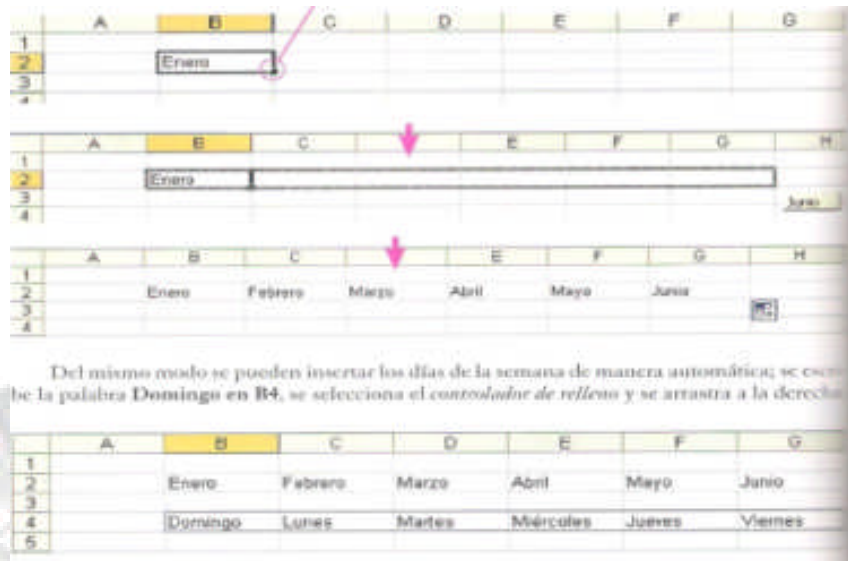 A B C D E F G
1
2 Enero
3
4
A B C E F G H
1
2 Enero
3 Junio
4
A B C E F G H
1
2 Enero Febrero Marzo Abril Mayo Junio
3
4
Del mismo modo se pueden insertar los días de la semana de manera automática; se escri
be la palabra Domingo en B4, se selecciona el controlador de relleno y se arrastra a la derecha
A B C D E F G
1
2 Enero Febrero Marzo Abril Mayo Junio
3
4 Domingo Lunes Martes Miércoles Jueves Viernes
5